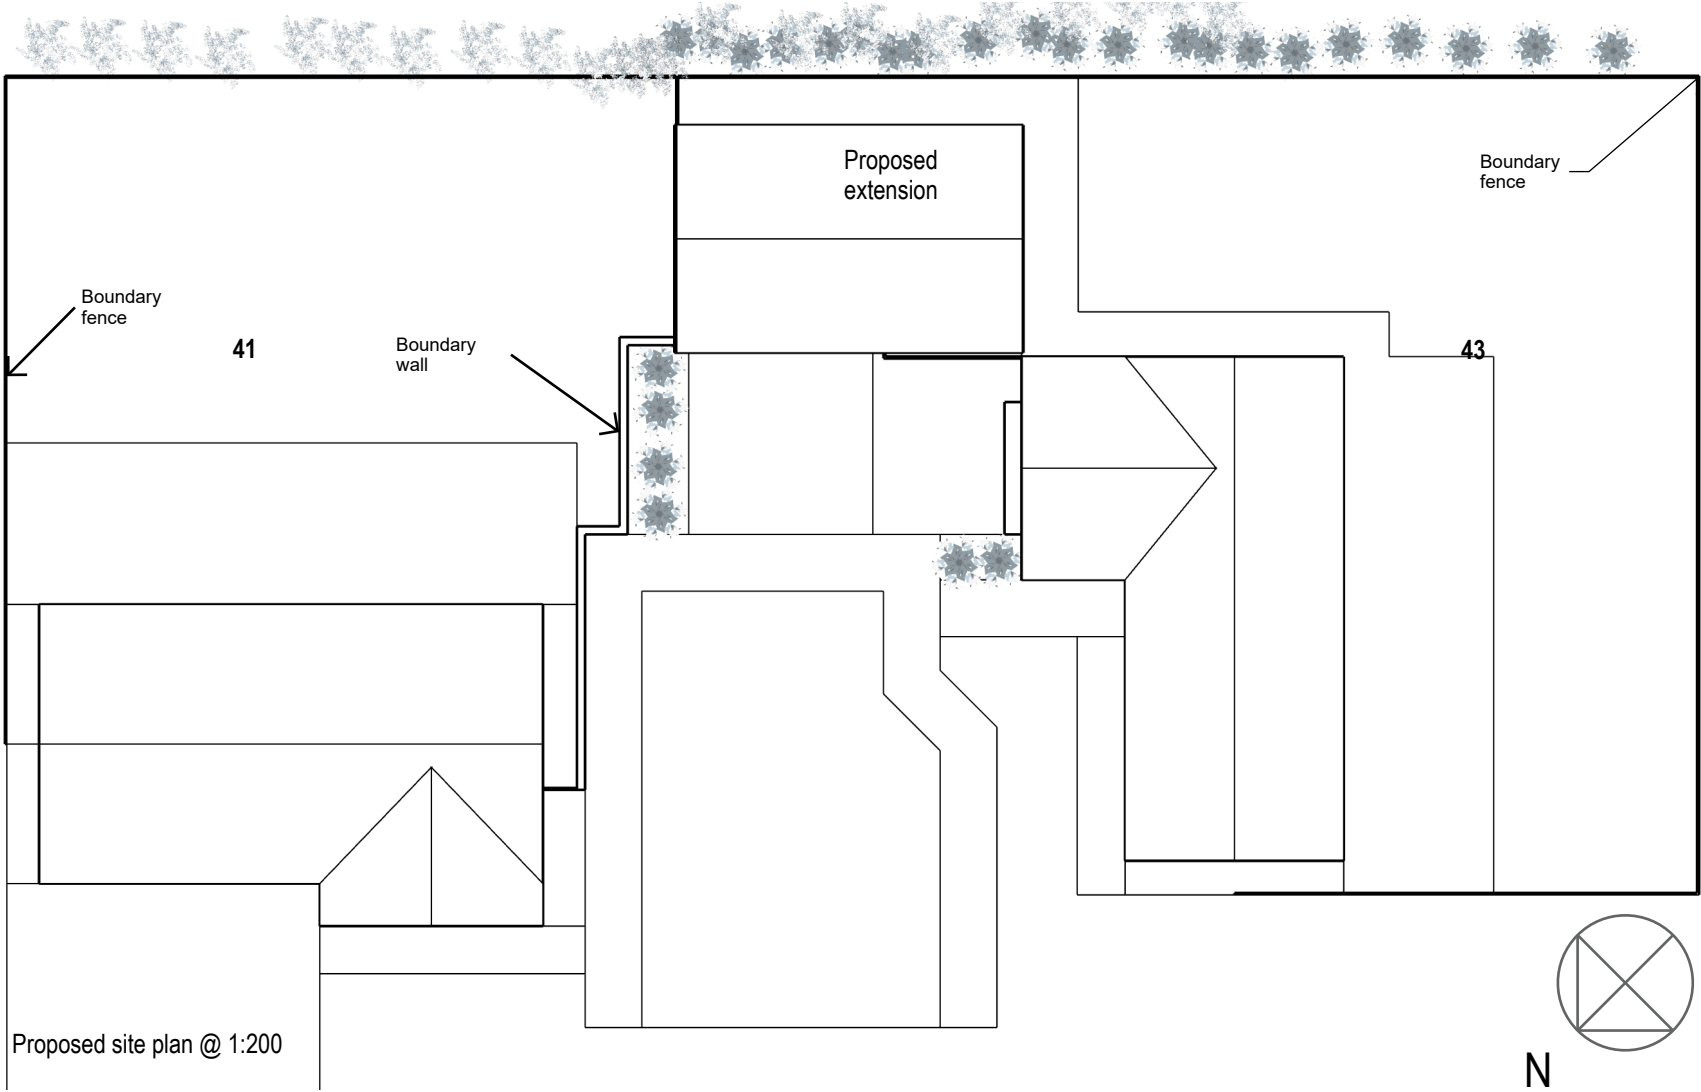 Proposed
extension
Boundary
fence
Boundary
fence
41
Boundary
wall
43
Proposed site plan @ 1:200
N